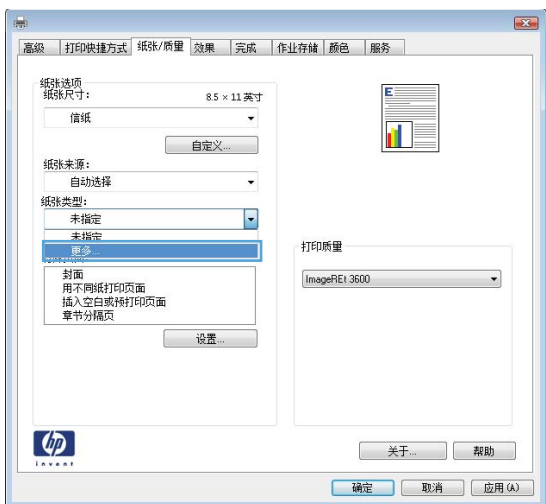 高级 打印快捷方式 纸张/质量 效果 完成 作业存储 颜色 服务
纸张选项
纸张尺寸: 8.5 × 11 英寸
信纸
自定义...
纸张来源:
自动选择
纸张类型:
未指定
未指定
更多...
封面
用不同纸打印页面
插入空白或预打印页面
章节分隔页
设置...
E
打印质量
ImageREt 3600
hp
invent
关于... 帮助
确定 取消 应用(A)